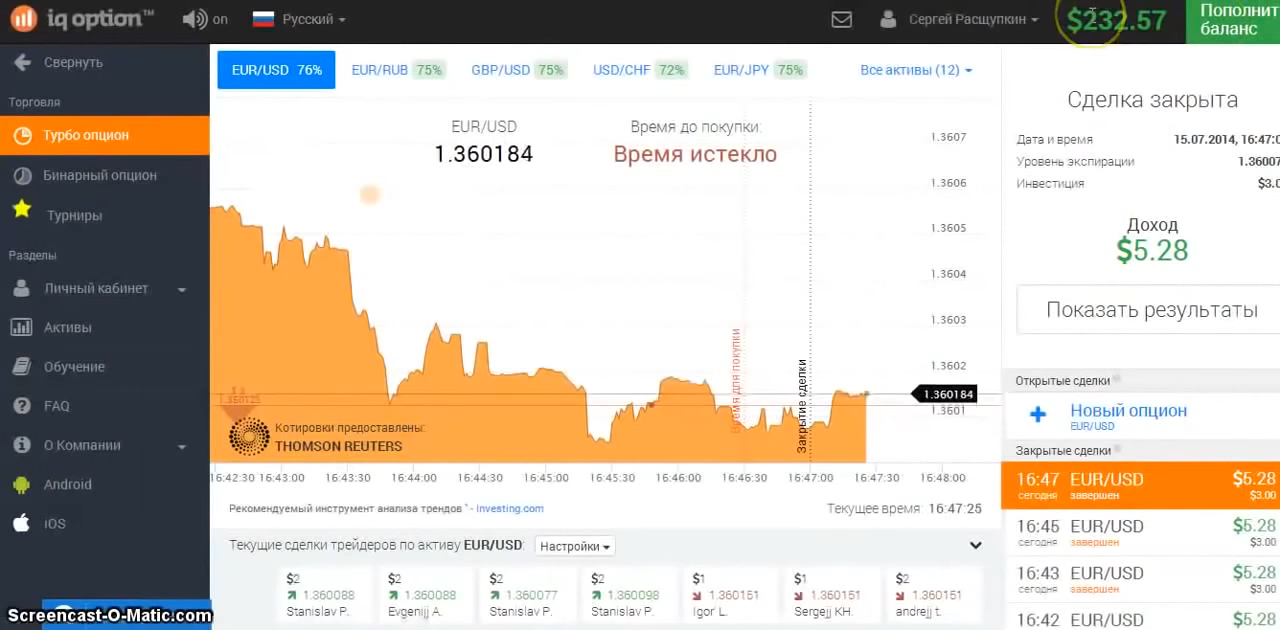 iq option™
on
Русский
Сергей Расщупкин
$232.57
Пополнит
баланс
Свернуть
Торговля
Турбо опцион
Бинарный опцион
Турниры
Разделы
Личный кабинет
Активы
Обучение
FAQ
О Компании
Android
iOS
EUR/USD 76%
EUR/RUB 75%
GBP/USD 75%
USD/CHF 72%
EUR/JPY 75%
Все активы (12)
EUR/USD
1.360184
Время до покупки:
Время истекло
1.3607
1.3606
1.3605
1.3604
1.3603
1.3602
1.360184
1.3601
Время для покупки
Закрытие сделки
Котировки предоставлены:
THOMSON REUTERS
16:42:30 16:43:00 16:43:30 16:44:00 16:44:30 16:45:00 16:45:30 16:46:00 16:46:30 16:47:00 16:47:30 16:48:00
Рекомендуемый инструмент анализа трендов - Investing.com
Текущее время 16:47:25
Текущие сделки трейдеров по активу EUR/USD:
Настройки
$2
1.360088
Stanislav P.
$2
1.360088
Evgenijj A.
$2
1.360077
Stanislav P.
$2
1.360098
Stanislav P.
$1
1.360151
Igor L.
$1
1.360151
Sergejj KH.
$2
1.360151
andrejj t.
Сделка закрыта
Дата и время 15.07.2014, 16:47:0
Уровень экспирации 1.36007
Инвестиция $3.0
Доход
$5.28
Показать результаты
Открытые сделки
Новый опцион
EUR/USD
Закрытые сделки
16:47 EUR/USD $5.28
сегодня завершен $3.00
16:45 EUR/USD $5.28
сегодня завершен $3.00
16:43 EUR/USD $5.28
сегодня завершен $3.00
16:42 EUR/USD $5.28
Screencast-O-Matic.com